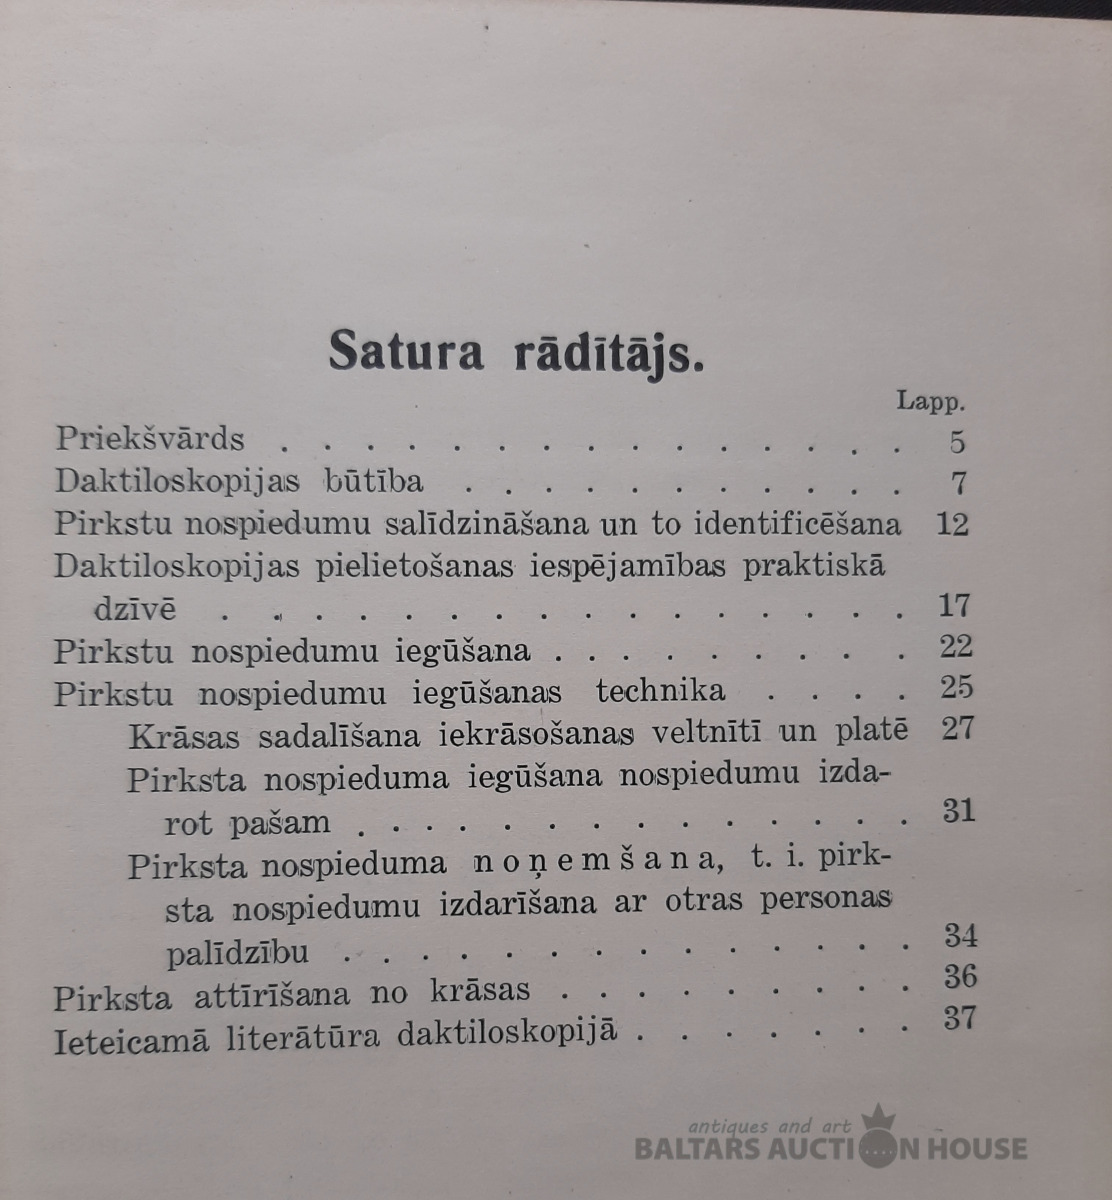 Satura rādītājs.
Lapp.
Priekšvārds . . . . . . . . . . . . . . . 5
Daktiloskopijas būtība . . . . . . . . . . . 7
Pirkstu nospiedumu salīdzināšana un to identificēšana 12
Daktiloskopijas pielietošanas iespējamības praktiskā
dzīvē . . . . . . . . . . . . . . . . 17
Pirkstu nospiedumu iegūšana . . . . . . . . . 22
Pirkstu nospiedumu iegūšanas technika . . . . 25
Krāsas sadalīšana iekrāsošanas veltnītī un platē 27
Pirksta nospieduma iegūšana nospiedumu izda-
rot pašam . . . . . . . . . . . . . . 31
Pirksta nospieduma noņemšana, t. i. pirk-
sta nospiedumu izdarīšana ar otras personas
palīdzību . . . . . . . . . . . . . . 34
Pirksta attīrīšana no krāsas . . . . . . . . . 36
Ieteicamā literātūra daktiloskopijā . . . . . . . 37
antiques and art
BALTARS AUCTION HOUSE